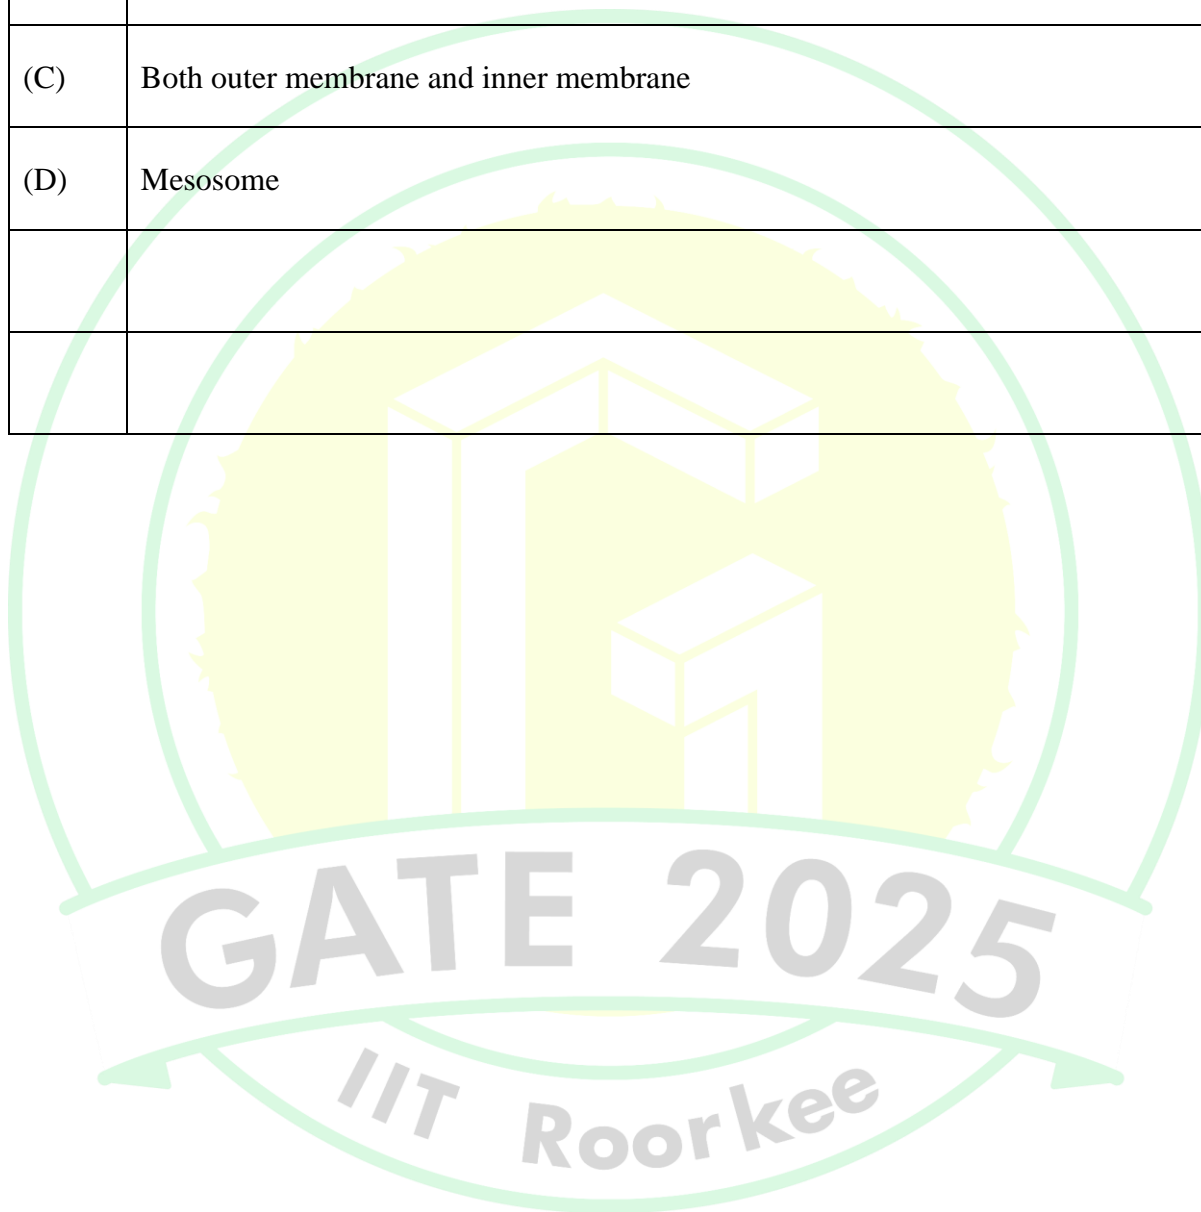 (C) Both outer membrane and inner membrane
(D) Mesosome
GATE 2025
IIT Roorkee